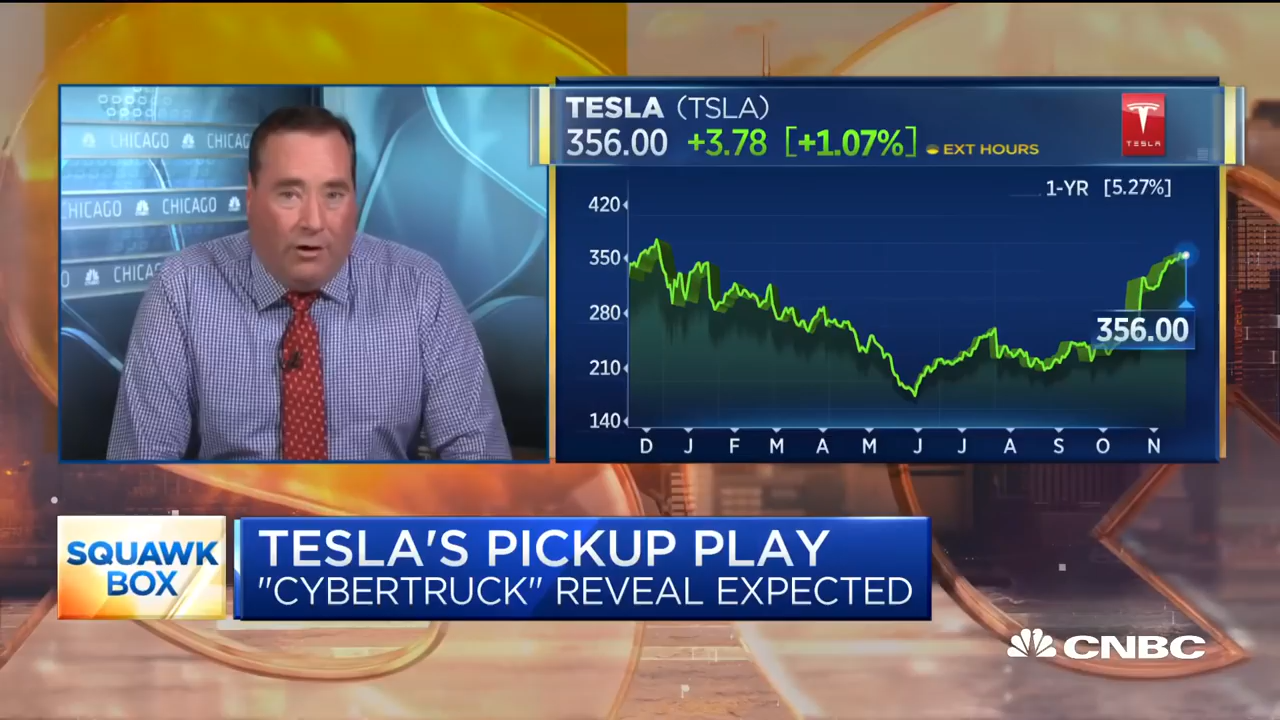 CHICAGO
CHICAGO
CHICAGO
CHICAGO
TESLA (TSLA)
356.00 +3.78 [+1.07%] EXT HOURS
TESLA
1-YR [5.27%]
420
350
280
210
140
356.00
D J F M A M J J A S O N
SQUAWK
BOX
TESLA'S PICKUP PLAY
"CYBERTRUCK" REVEAL EXPECTED
CNBC